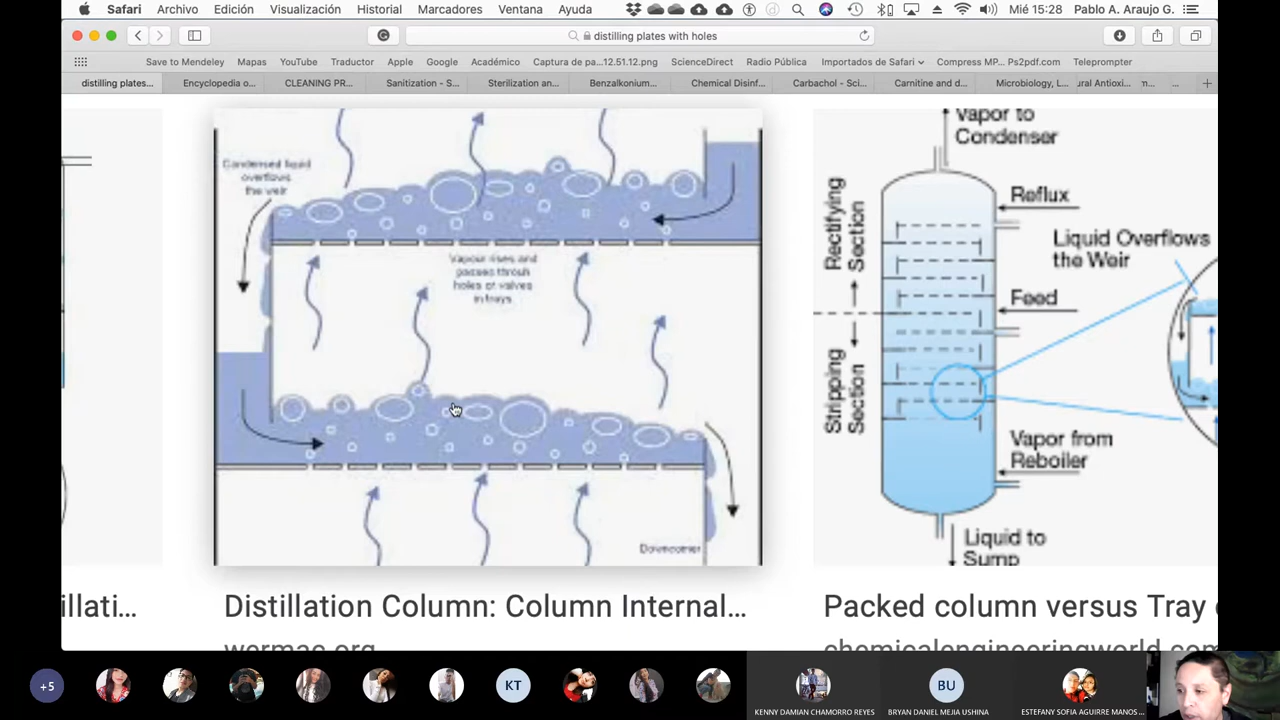 Safari Archivo Edición Visualización Historial Marcadores Ventana Ayuda Mié 15:28 Pablo A. Araujo G.
distilling plates with holes
Save to Mendeley Mapas YouTube Traductor Apple Google Académico Captura de pa...12.51.12.png ScienceDirect Radio Pública Importados de Safari Compress MP... Ps2pdf.com Teleprompter
distilling plates... Encyclopedia o... CLEANING PR... Sanitization - S... Sterilization an... Benzalkonium... Chemical Disinf... Carbachol - Sci... Carnitine and d... Microbiology, L... ural Antioxi... m... ...
Condensed liquid
overflows
the weir
Vapour rises and
passes throuh
holes or valves
in trays
Downcomer
Vapor to
Condenser
Rectifying
Section
Reflux
Liquid Overflows
the Weir
Feed
Stripping
Section
Vapor from
Reboiler
Liquid to
Sump
illati...
Distillation Column: Column Internal...
Packed column versus Tray
wermac.org
chemicalengineeringworld.com
+5
KT
BU
KENNY DAMIAN CHAMORRO REYES
BRYAN DANIEL MEJIA USHINA
ESTEFANY SOFIA AGUIRRE MANOS ...